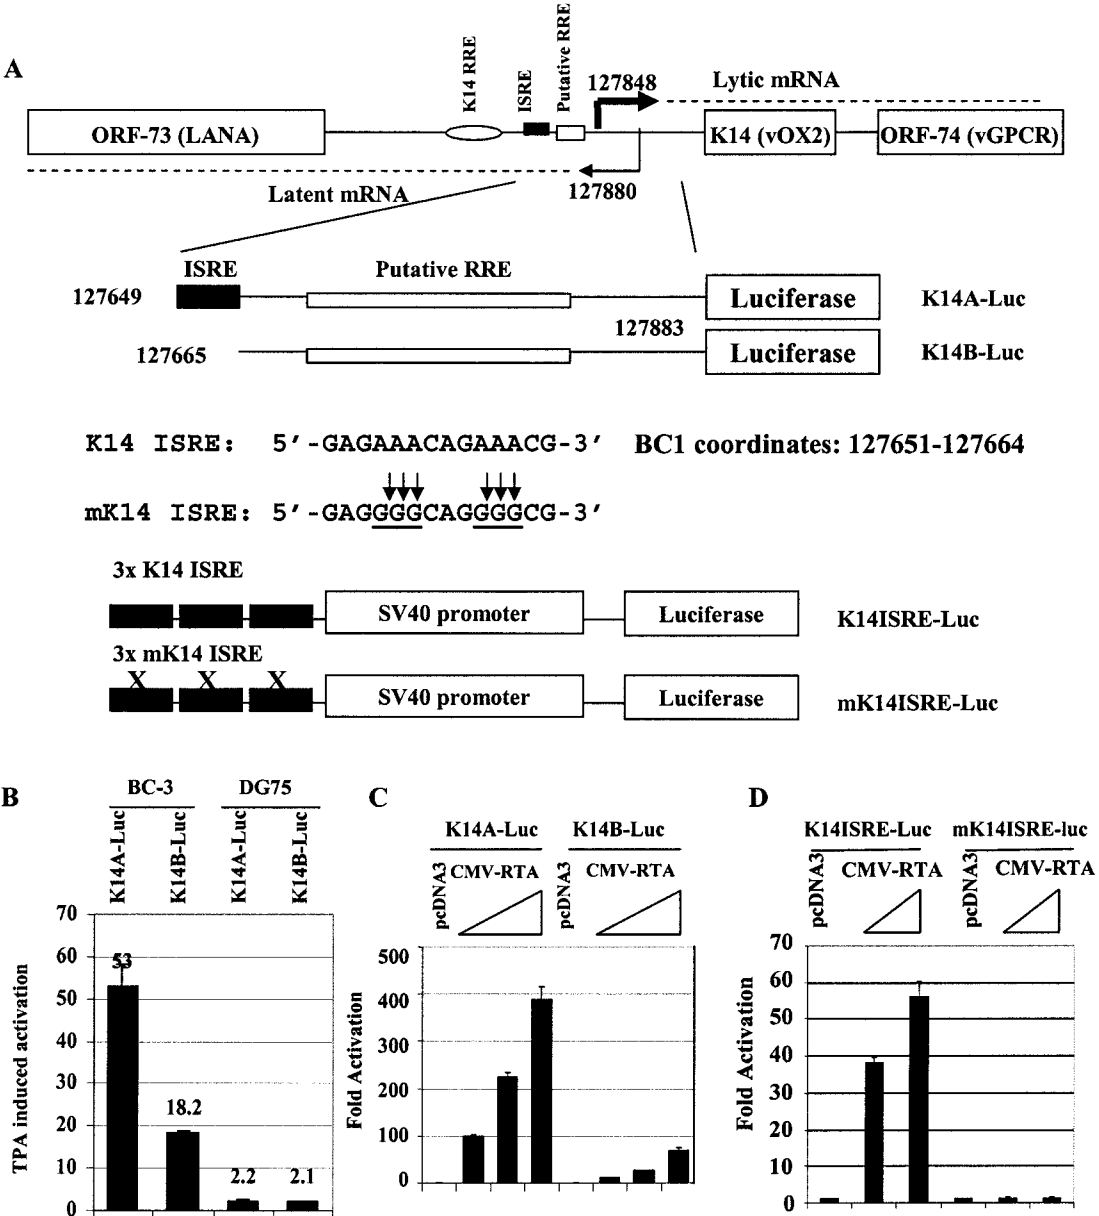 A
K14 RRE
ISRE
Putative RRE
127848
Lytic mRNA
ORF-73 (LANA)
K14 (vOX2)
ORF-74 (vGPCR)
Latent mRNA
127880
ISRE
Putative RRE
127649
Luciferase
K14A-Luc
127883
127665
Luciferase
K14B-Luc
K14 ISRE: 5'-GAGAAACAGAAACG-3' BC1 coordinates: 127651-127664
mK14 ISRE: 5'-GAGGGGCAGGGGCG-3'
3x K14 ISRE
SV40 promoter
Luciferase
K14ISRE-Luc
3x mK14 ISRE
X X X
SV40 promoter
Luciferase
mK14ISRE-Luc
B
BC-3
DG75
K14A-Luc
K14B-Luc
K14A-Luc
K14B-Luc
TPA induced activation
70
60
50
40
30
20
10
0
53
18.2
2.2
2.1
C
K14A-Luc
K14B-Luc
pcDNA3
CMV-RTA
pcDNA3
CMV-RTA
Fold Activation
500
400
300
200
100
0
D
K14ISRE-Luc
mK14ISRE-luc
pcDNA3
CMV-RTA
pcDNA3
CMV-RTA
Fold Activation
70
60
50
40
30
20
10
0